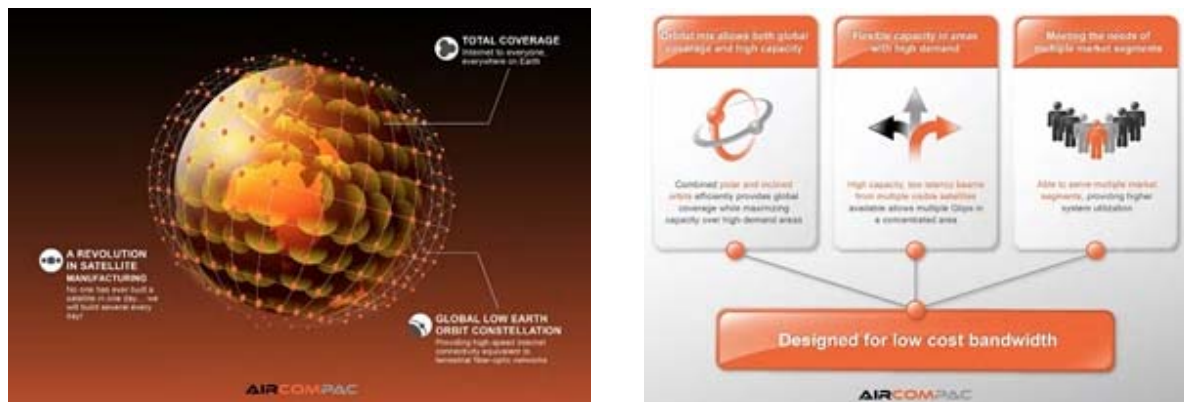 TOTAL COVERAGE
Internet to everyone,
everywhere on Earth
A REVOLUTION
IN SATELLITE
MANUFACTURING
No one has ever built a
satellite in one day... we
will build several every
day!
GLOBAL LOW EARTH
ORBIT CONSTELLATION
Providing high-speed internet
connectivity equivalent to
terrestrial fiber-optic networks
AIRCOMPAC
Orbital mix allows both global
coverage and high capacity
Combined polar and inclined
orbits efficiently provides global
coverage while maximizing
capacity over high demand areas
Flexible capacity in areas
with high demand
High capacity, low latency beams
from multiple visible satellites
available allows multiple Gbps in
a concentrated area
Meeting the needs of
multiple market segments
Able to serve multiple market
segments, providing higher
system utilization
Designed for low cost bandwidth
AIRCOMPAC